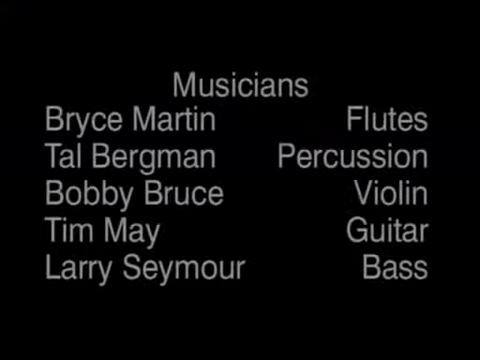 Musicians
Bryce Martin Flutes
Tal Bergman Percussion
Bobby Bruce Violin
Tim May Guitar
Larry Seymour Bass